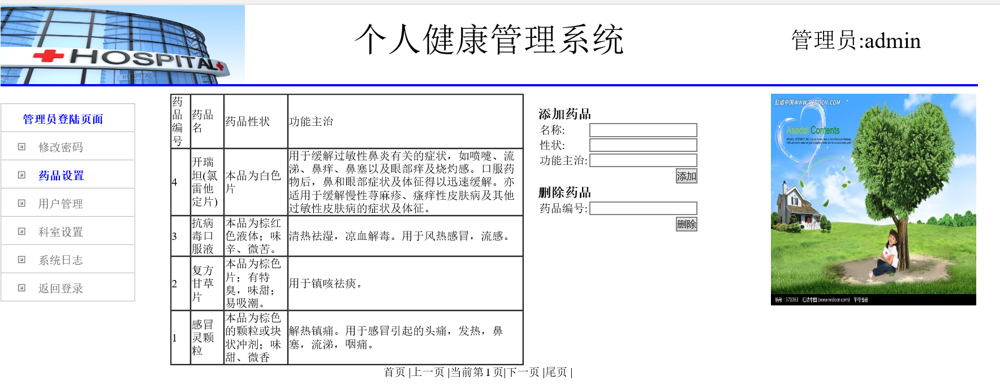 HOSPITAL
HOSPITAL
个人健康管理系统
管理员:admin
管理员登陆页面
修改密码
药品设置
用户管理
科室设置
系统日志
返回登录
药
品
编
号
药品
名
药品性状
功能主治
4
开瑞
坦(氯
雷他
定片)
本品为白色
片
用于缓解过敏性鼻炎有关的症状，如喷嚏、流
涕、鼻痒、鼻塞以及眼部痒及烧灼感。口服药
物后，鼻和眼部症状及体征得以迅速缓解。亦
适用于缓解慢性荨麻疹、瘙痒性皮肤病及其他
过敏性皮肤病的症状及体征。
3
抗病
毒口
服液
本品为棕红
色液体；味
辛、微苦。
清热祛湿，凉血解毒。用于风热感冒，流感。
2
复方
甘草
片
本品为棕色
片；有特
臭，味甜；
易吸潮。
用于镇咳祛痰。
1
感冒
灵颗
粒
本品为棕色
的颗粒或块
状冲剂；味
甜、微香
解热镇痛。用于感冒引起的头痛，发热，鼻
塞，流涕，咽痛。
首页 |上一页 |当前第1页|下一页 |尾页 |
添加药品
名称:
性状:
功能主治:
添加
删除药品
药品编号:
删除
红动中国WWW.REDOCN.COM
Asadal Contents
编号：571063 红动中国 (www.redocn.com)